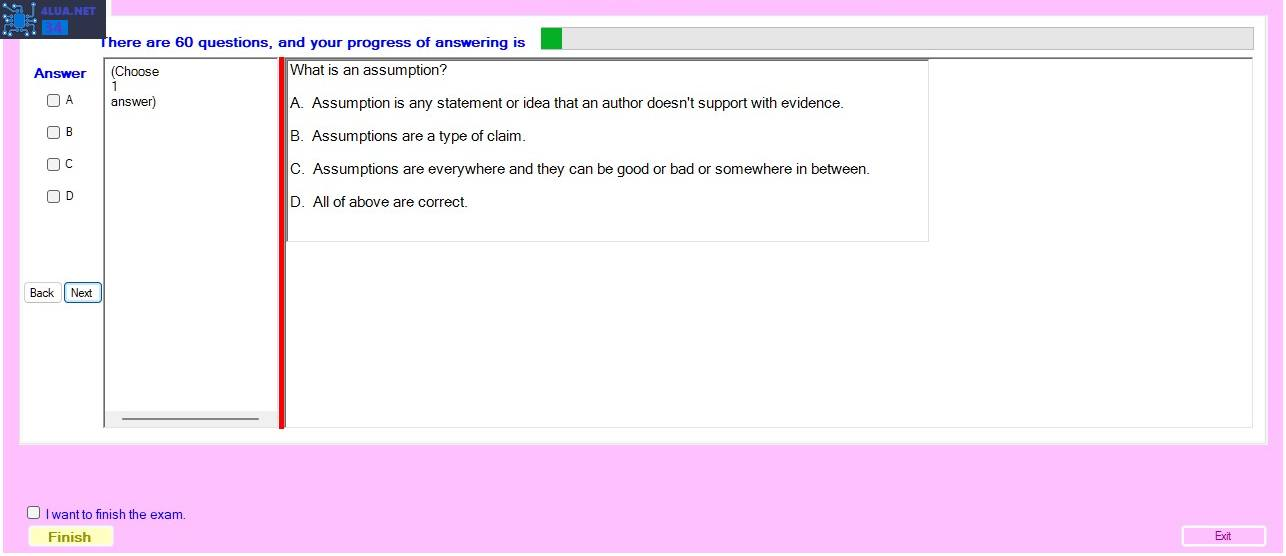 4LUA.NET
34
There are 60 questions, and your progress of answering is
Answer
A
B
C
D
Back Next
(Choose
1
answer)
What is an assumption?
A. Assumption is any statement or idea that an author doesn't support with evidence.
B. Assumptions are a type of claim.
C. Assumptions are everywhere and they can be good or bad or somewhere in between.
D. All of above are correct.
I want to finish the exam.
Finish
Exit